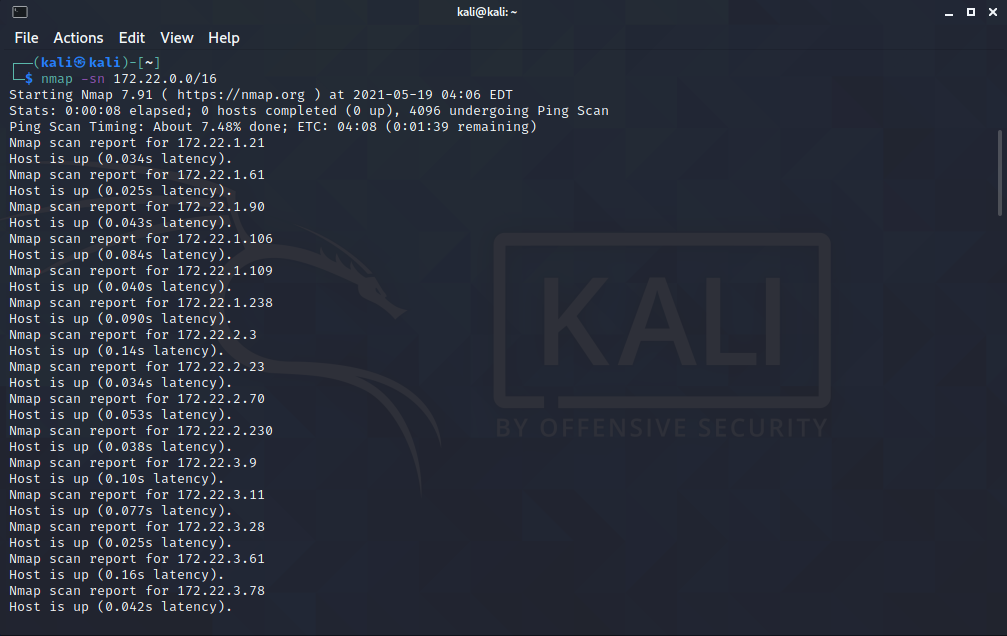 kali@kali: ~
File Actions Edit View Help
(kali㉿kali)-[~]
$ nmap -sn 172.22.0.0/16
Starting Nmap 7.91 ( https://nmap.org ) at 2021-05-19 04:06 EDT
Stats: 0:00:08 elapsed; 0 hosts completed (0 up), 4096 undergoing Ping Scan
Ping Scan Timing: About 7.48% done; ETC: 04:08 (0:01:39 remaining)
Nmap scan report for 172.22.1.21
Host is up (0.034s latency).
Nmap scan report for 172.22.1.61
Host is up (0.025s latency).
Nmap scan report for 172.22.1.90
Host is up (0.043s latency).
Nmap scan report for 172.22.1.106
Host is up (0.084s latency).
Nmap scan report for 172.22.1.109
Host is up (0.040s latency).
Nmap scan report for 172.22.1.238
Host is up (0.090s latency).
Nmap scan report for 172.22.2.3
Host is up (0.14s latency).
Nmap scan report for 172.22.2.23
Host is up (0.034s latency).
Nmap scan report for 172.22.2.70
Host is up (0.053s latency).
Nmap scan report for 172.22.2.230
Host is up (0.038s latency).
Nmap scan report for 172.22.3.9
Host is up (0.10s latency).
Nmap scan report for 172.22.3.11
Host is up (0.077s latency).
Nmap scan report for 172.22.3.28
Host is up (0.025s latency).
Nmap scan report for 172.22.3.61
Host is up (0.16s latency).
Nmap scan report for 172.22.3.78
Host is up (0.042s latency).
KALI
BY OFFENSIVE SECURITY